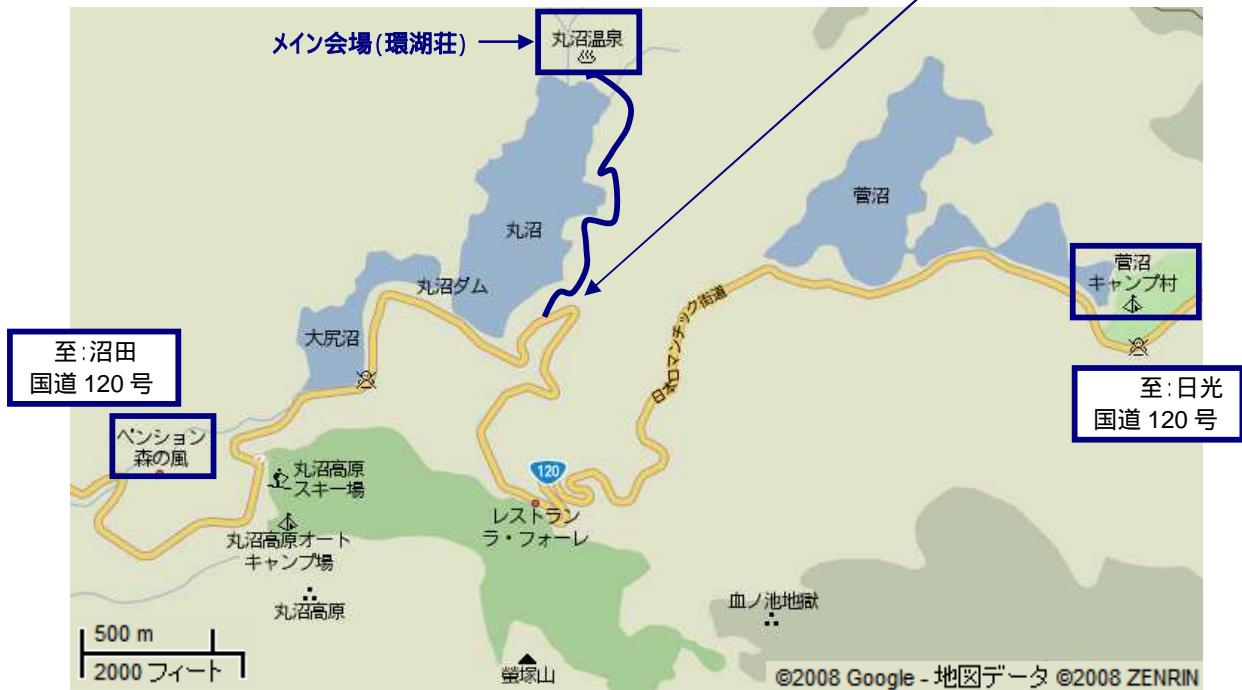 メイン会場(環湖荘)
丸沼温泉
菅沼
丸沼
丸沼ダム
大尻沼
菅沼
キャンプ村
至:沼田
国道 120 号
至:日光
国道 120 号
日本ロマンチック街道
ペンション
森の風
丸沼高原
スキー場
120
レストラン
ラ・フォーレ
丸沼高原オート
キャンプ場
丸沼高原
血ノ池地獄
500 m
2000 フィート
螢塚山
©2008 Google - 地図データ ©2008 ZENRIN